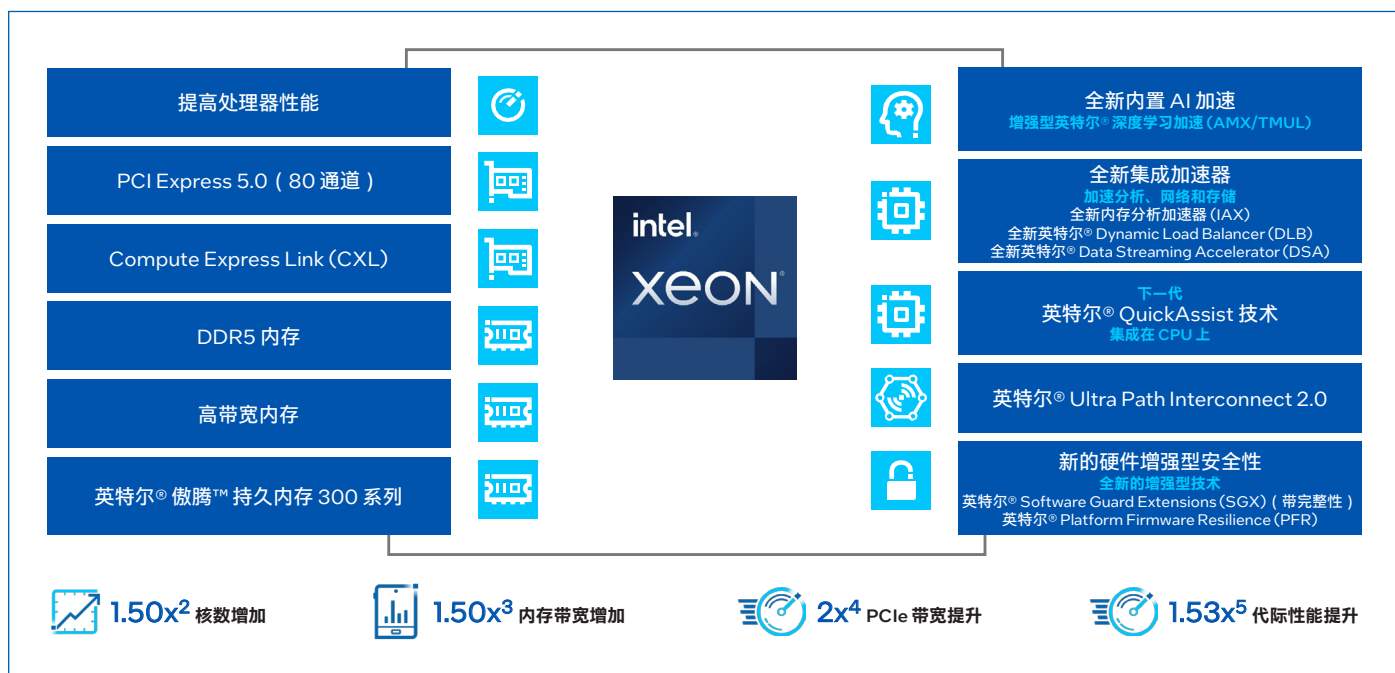 提高处理器性能
PCI Express 5.0（80 通道）
Compute Express Link (CXL)
DDR5 内存
高带宽内存
英特尔® 傲腾™ 持久内存 300 系列
intel.
xeon®
全新内置 AI 加速
增强型英特尔® 深度学习加速 (AMX/TMUL)
全新集成加速器
加速分析、网络和存储
全新内存分析加速器 (IAX)
全新英特尔® Dynamic Load Balancer (DLB)
全新英特尔® Data Streaming Accelerator (DSA)
下一代
英特尔® QuickAssist 技术
集成在 CPU 上
英特尔® Ultra Path Interconnect 2.0
新的硬件增强型安全性
全新的增强型技术
英特尔® Software Guard Extensions (SGX)（带完整性）
英特尔® Platform Firmware Resilience (PFR)
1.50x² 核数增加
1.50x³ 内存带宽增加
2x⁴ PCIe 带宽提升
1.53x⁵ 代际性能提升